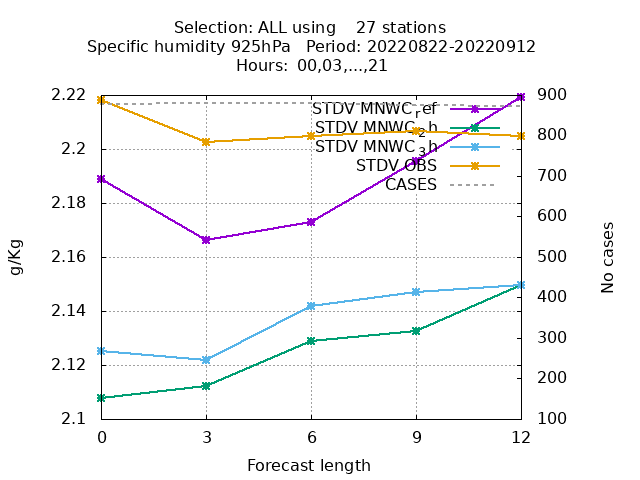 Selection: ALL using    27 stations
Specific humidity 925hPa   Period: 20220822-20220912
Hours: 00,03,...,21
2.22
2.2
2.18
2.16
2.14
2.12
2.1
g/Kg
STDV MNWC_ref
STDV MNWC_2h
STDV MNWC_3h
STDV OBS
CASES
900
800
700
600
500
400
300
200
100
No cases
0 3 6 9 12
Forecast length